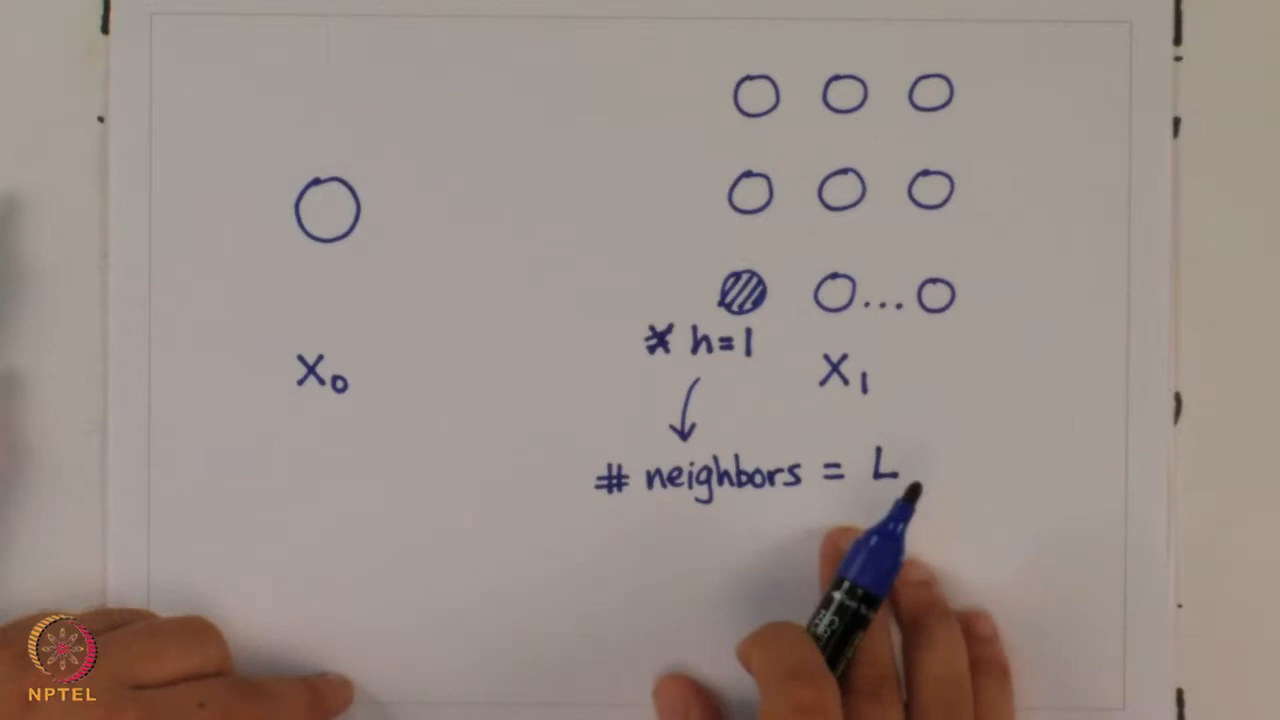 * h=1
X₀
X₁
# neighbors = L
NPTEL